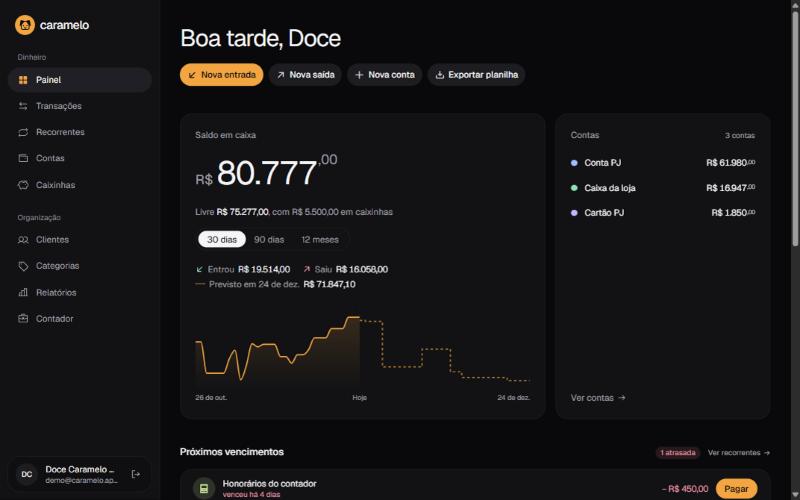 caramelo
Dinheiro
Painel
Transações
Recorrentes
Contas
Caixinhas
Organização
Clientes
Categorias
Relatórios
Contador
DC
Doce Caramelo ...
demo@caramelo.ap...
Boa tarde, Doce
Nova entrada
Nova saída
Nova conta
Exportar planilha
Saldo em caixa
R$ 80.777,00
Livre R$ 75.277,00, com R$ 5.500,00 em caixinhas
30 dias 90 dias 12 meses
Entrou R$ 19.514,00 Saiu R$ 16.058,00
Previsto em 24 de dez. R$ 71.847,10
26 de out. Hoje 24 de dez.
Contas 3 contas
Conta PJ R$ 61.980,00
Caixa da loja R$ 16.947,00
Cartão PJ R$ 1.850,00
Ver contas →
Próximos vencimentos 1 atrasada Ver recorrentes →
Honorários do contador
venceu há 4 dias
− R$ 450,00 Pagar